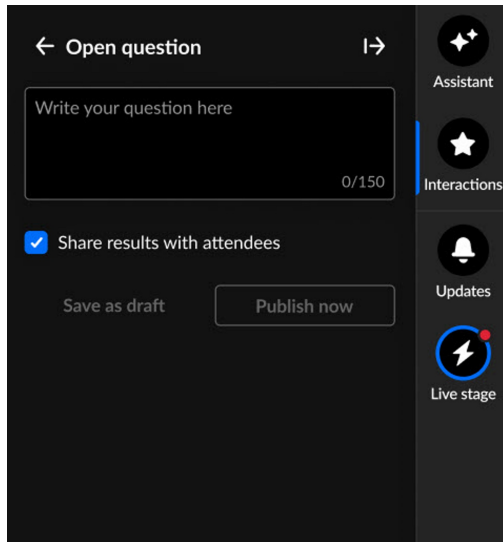 Open question
Write your question here
0/150
Share results with attendees
Save as draft
Publish now
Assistant
Interactions
Updates
Live stage